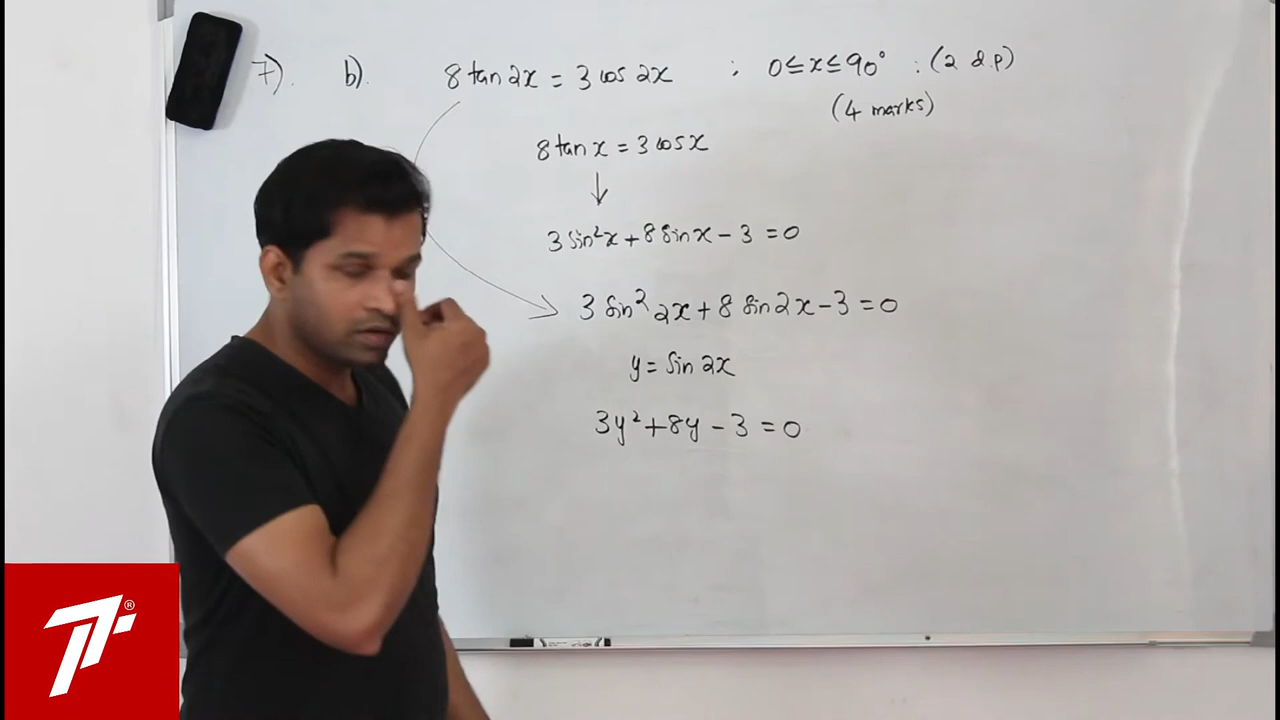 7). b). 8 tan 2x = 3 cos 2x ; 0 ≤ x ≤ 90° : (2 d.p)
(4 marks)
8 tan x = 3 cos x
↓
3 sin²x + 8 sin x − 3 = 0
3 sin² 2x + 8 sin 2x − 3 = 0
y = sin 2x
3y² + 8y − 3 = 0
®